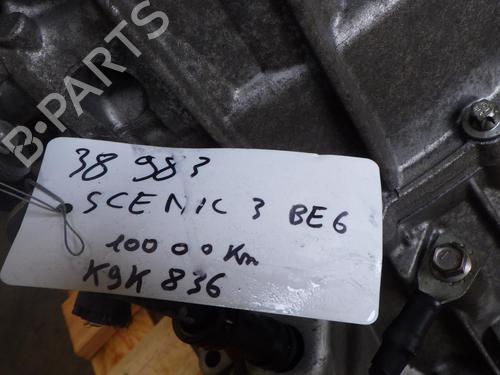 B-PARTS
38 983
SCENIC 3 BE6
100 00 Km
K9K 836